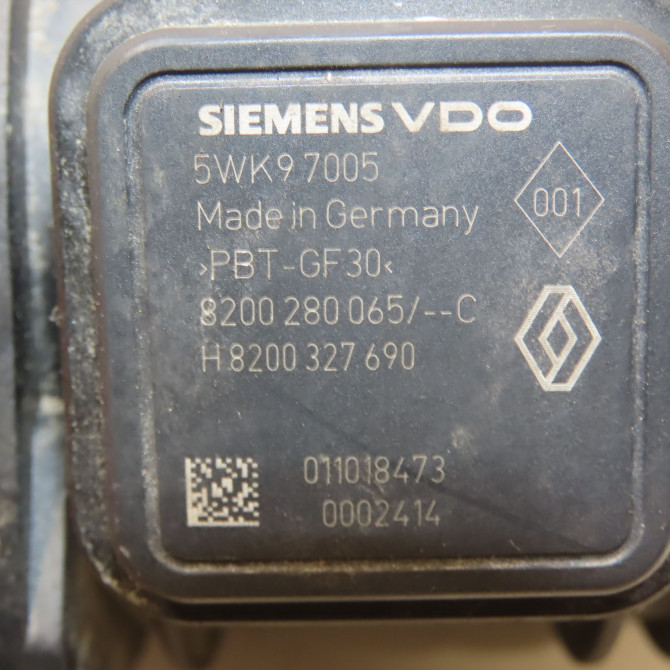 SIEMENS VDO
5WK9 7005
Made in Germany
001
›PBT-GF30‹
8200 280 065/--C
H 8200 327 690
011018473
0002414